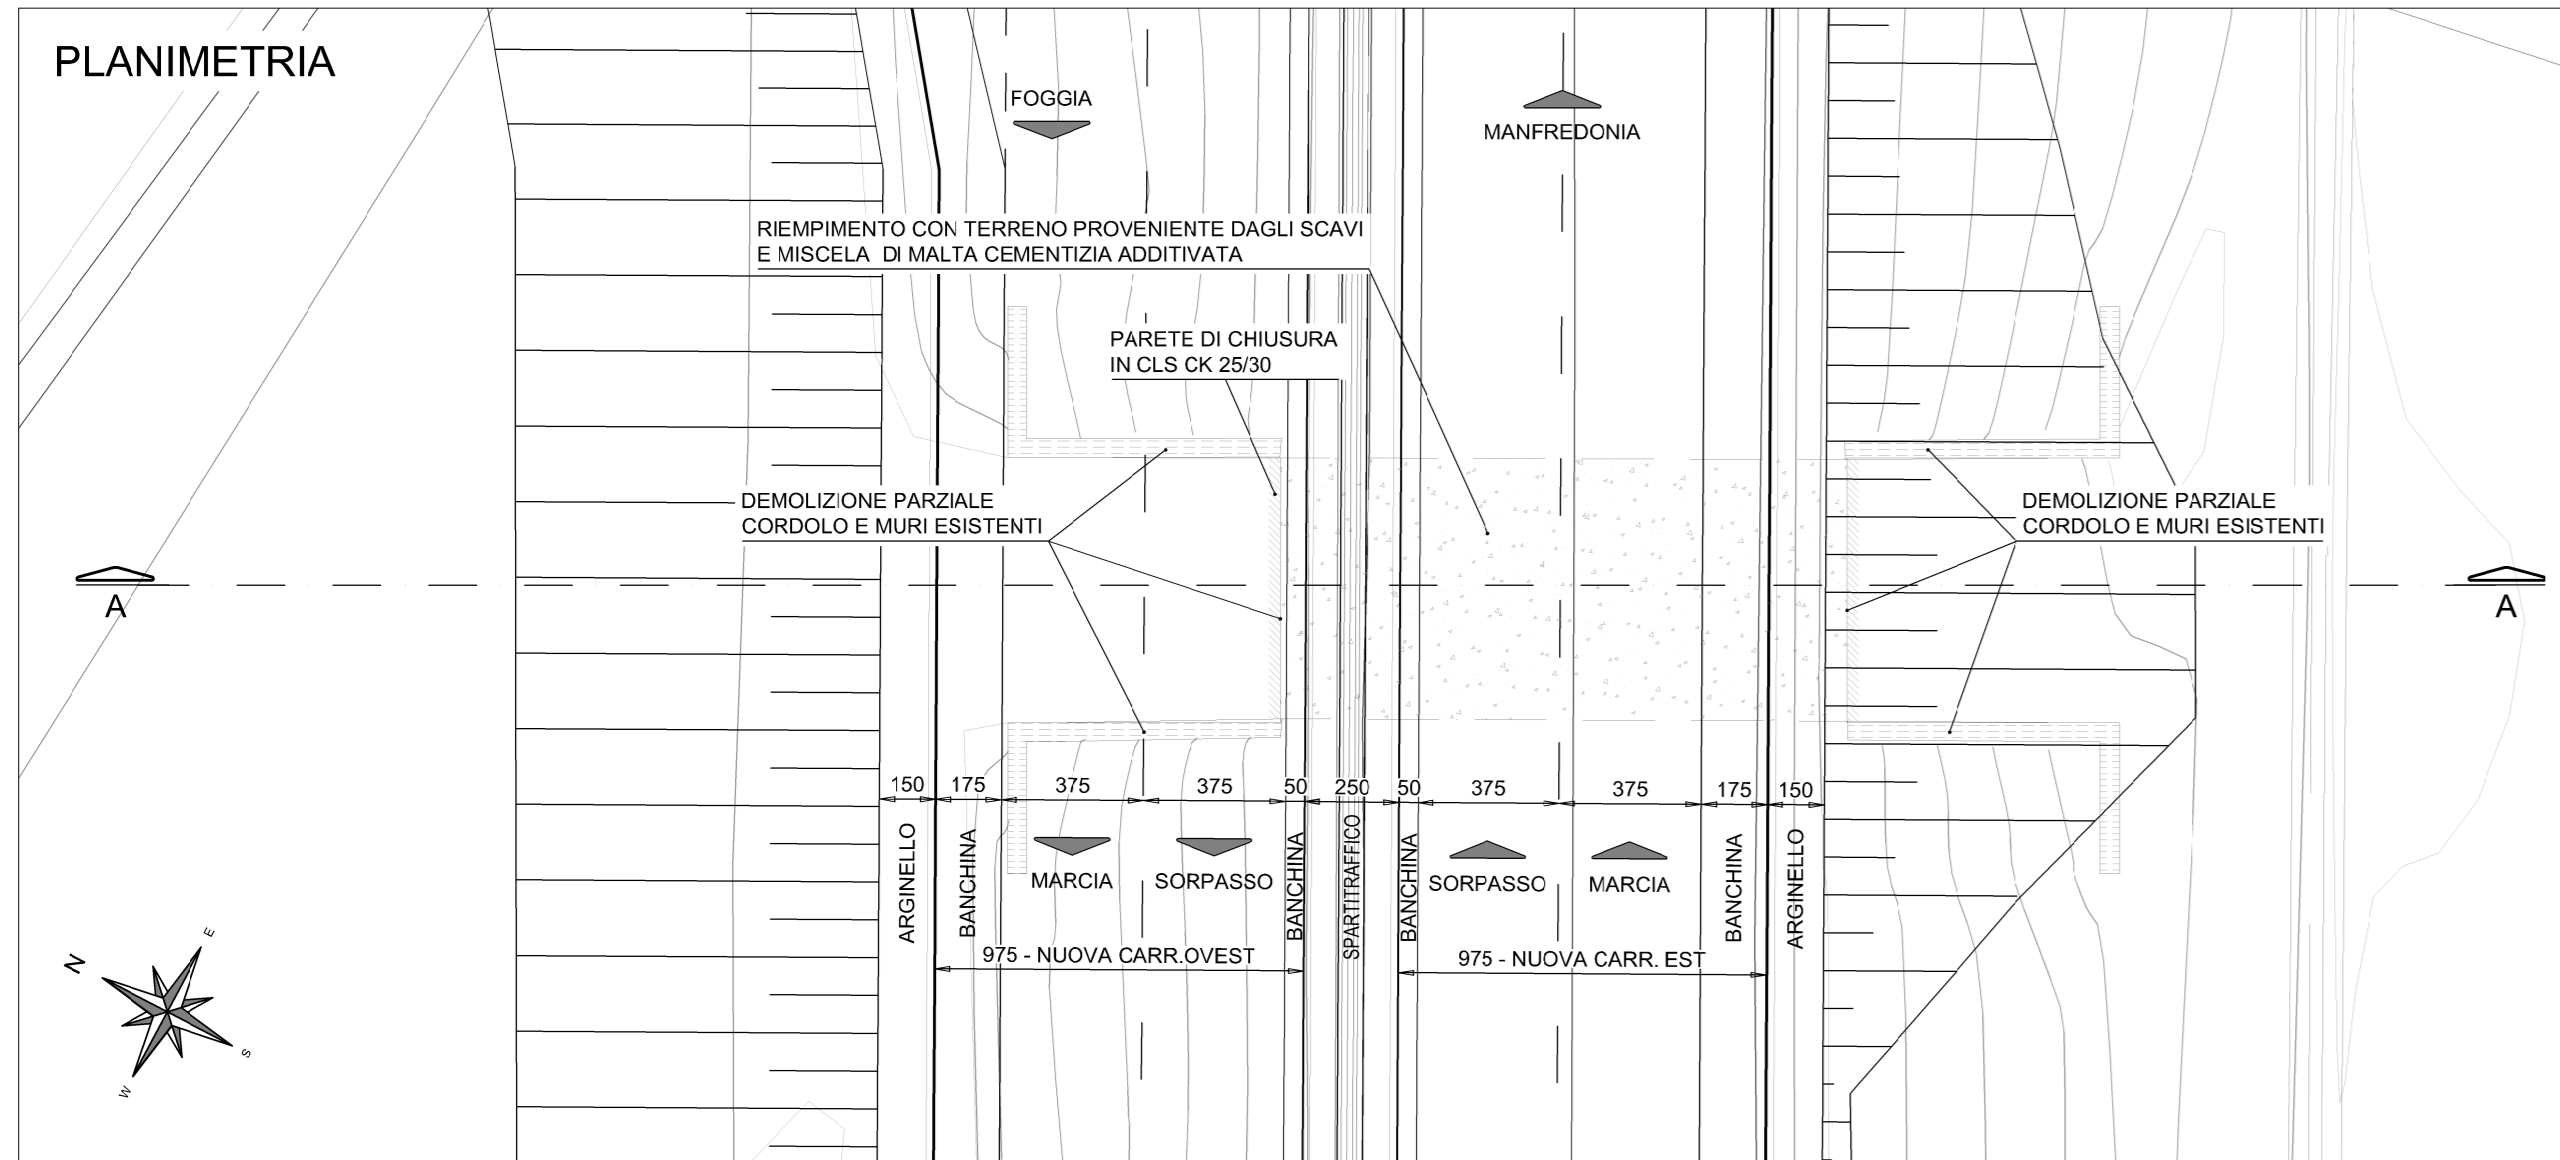 PLANIMETRIA
FOGGIA
MANFREDONIA
RIEMPIMENTO CON TERRENO PROVENIENTE DAGLI SCAVI
E MISCELA DI MALTA CEMENTIZIA ADDITIVATA
PARETE DI CHIUSURA
IN CLS CK 25/30
DEMOLIZIONE PARZIALE
CORDOLO E MURI ESISTENTI
DEMOLIZIONE PARZIALE
CORDOLO E MURI ESISTENTI
A
A
150 175 375 375 50 250 50 375 375 175 150
ARGINELLO
BANCHINA
MARCIA
SORPASSO
BANCHINA
SPARTITRAFFICO
BANCHINA
SORPASSO
MARCIA
BANCHINA
ARGINELLO
975 - NUOVA CARR.OVEST
975 - NUOVA CARR. EST
N
E
S
W